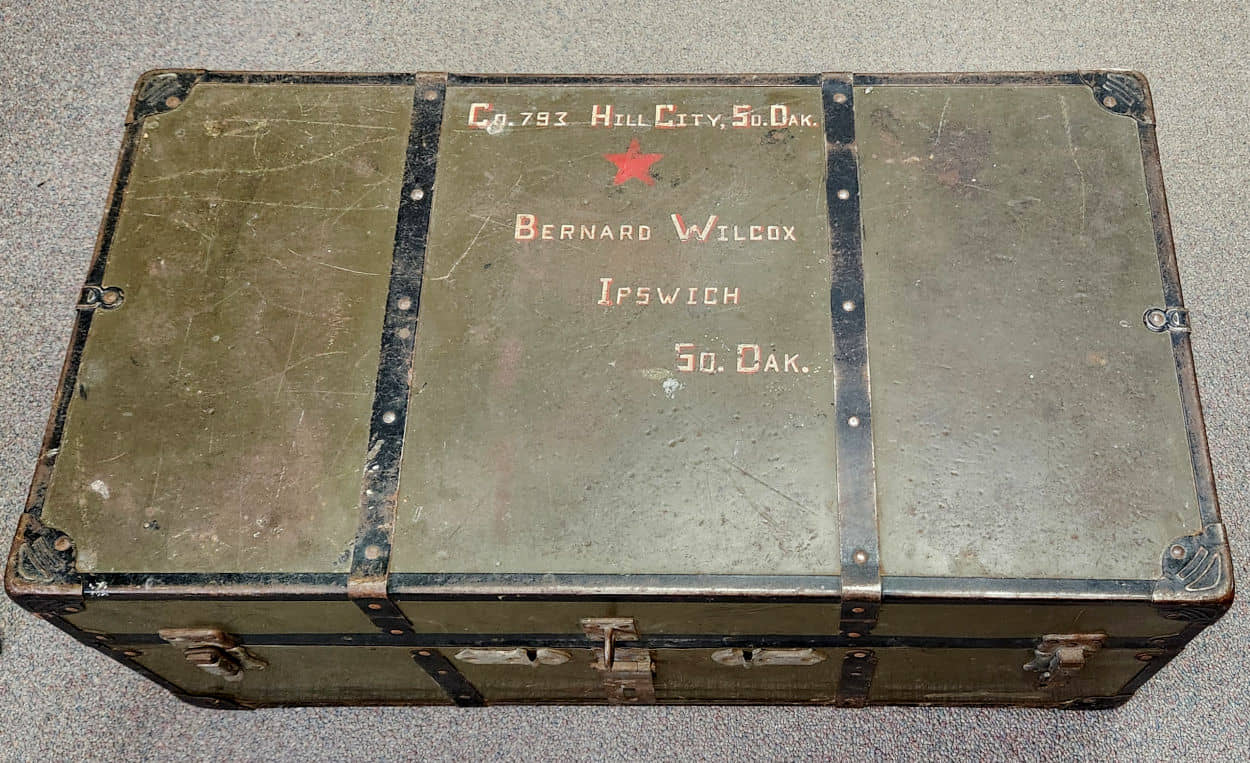 Co. 793 Hill City, So. Dak.
Bernard Wilcox
Ipswich
So. Dak.